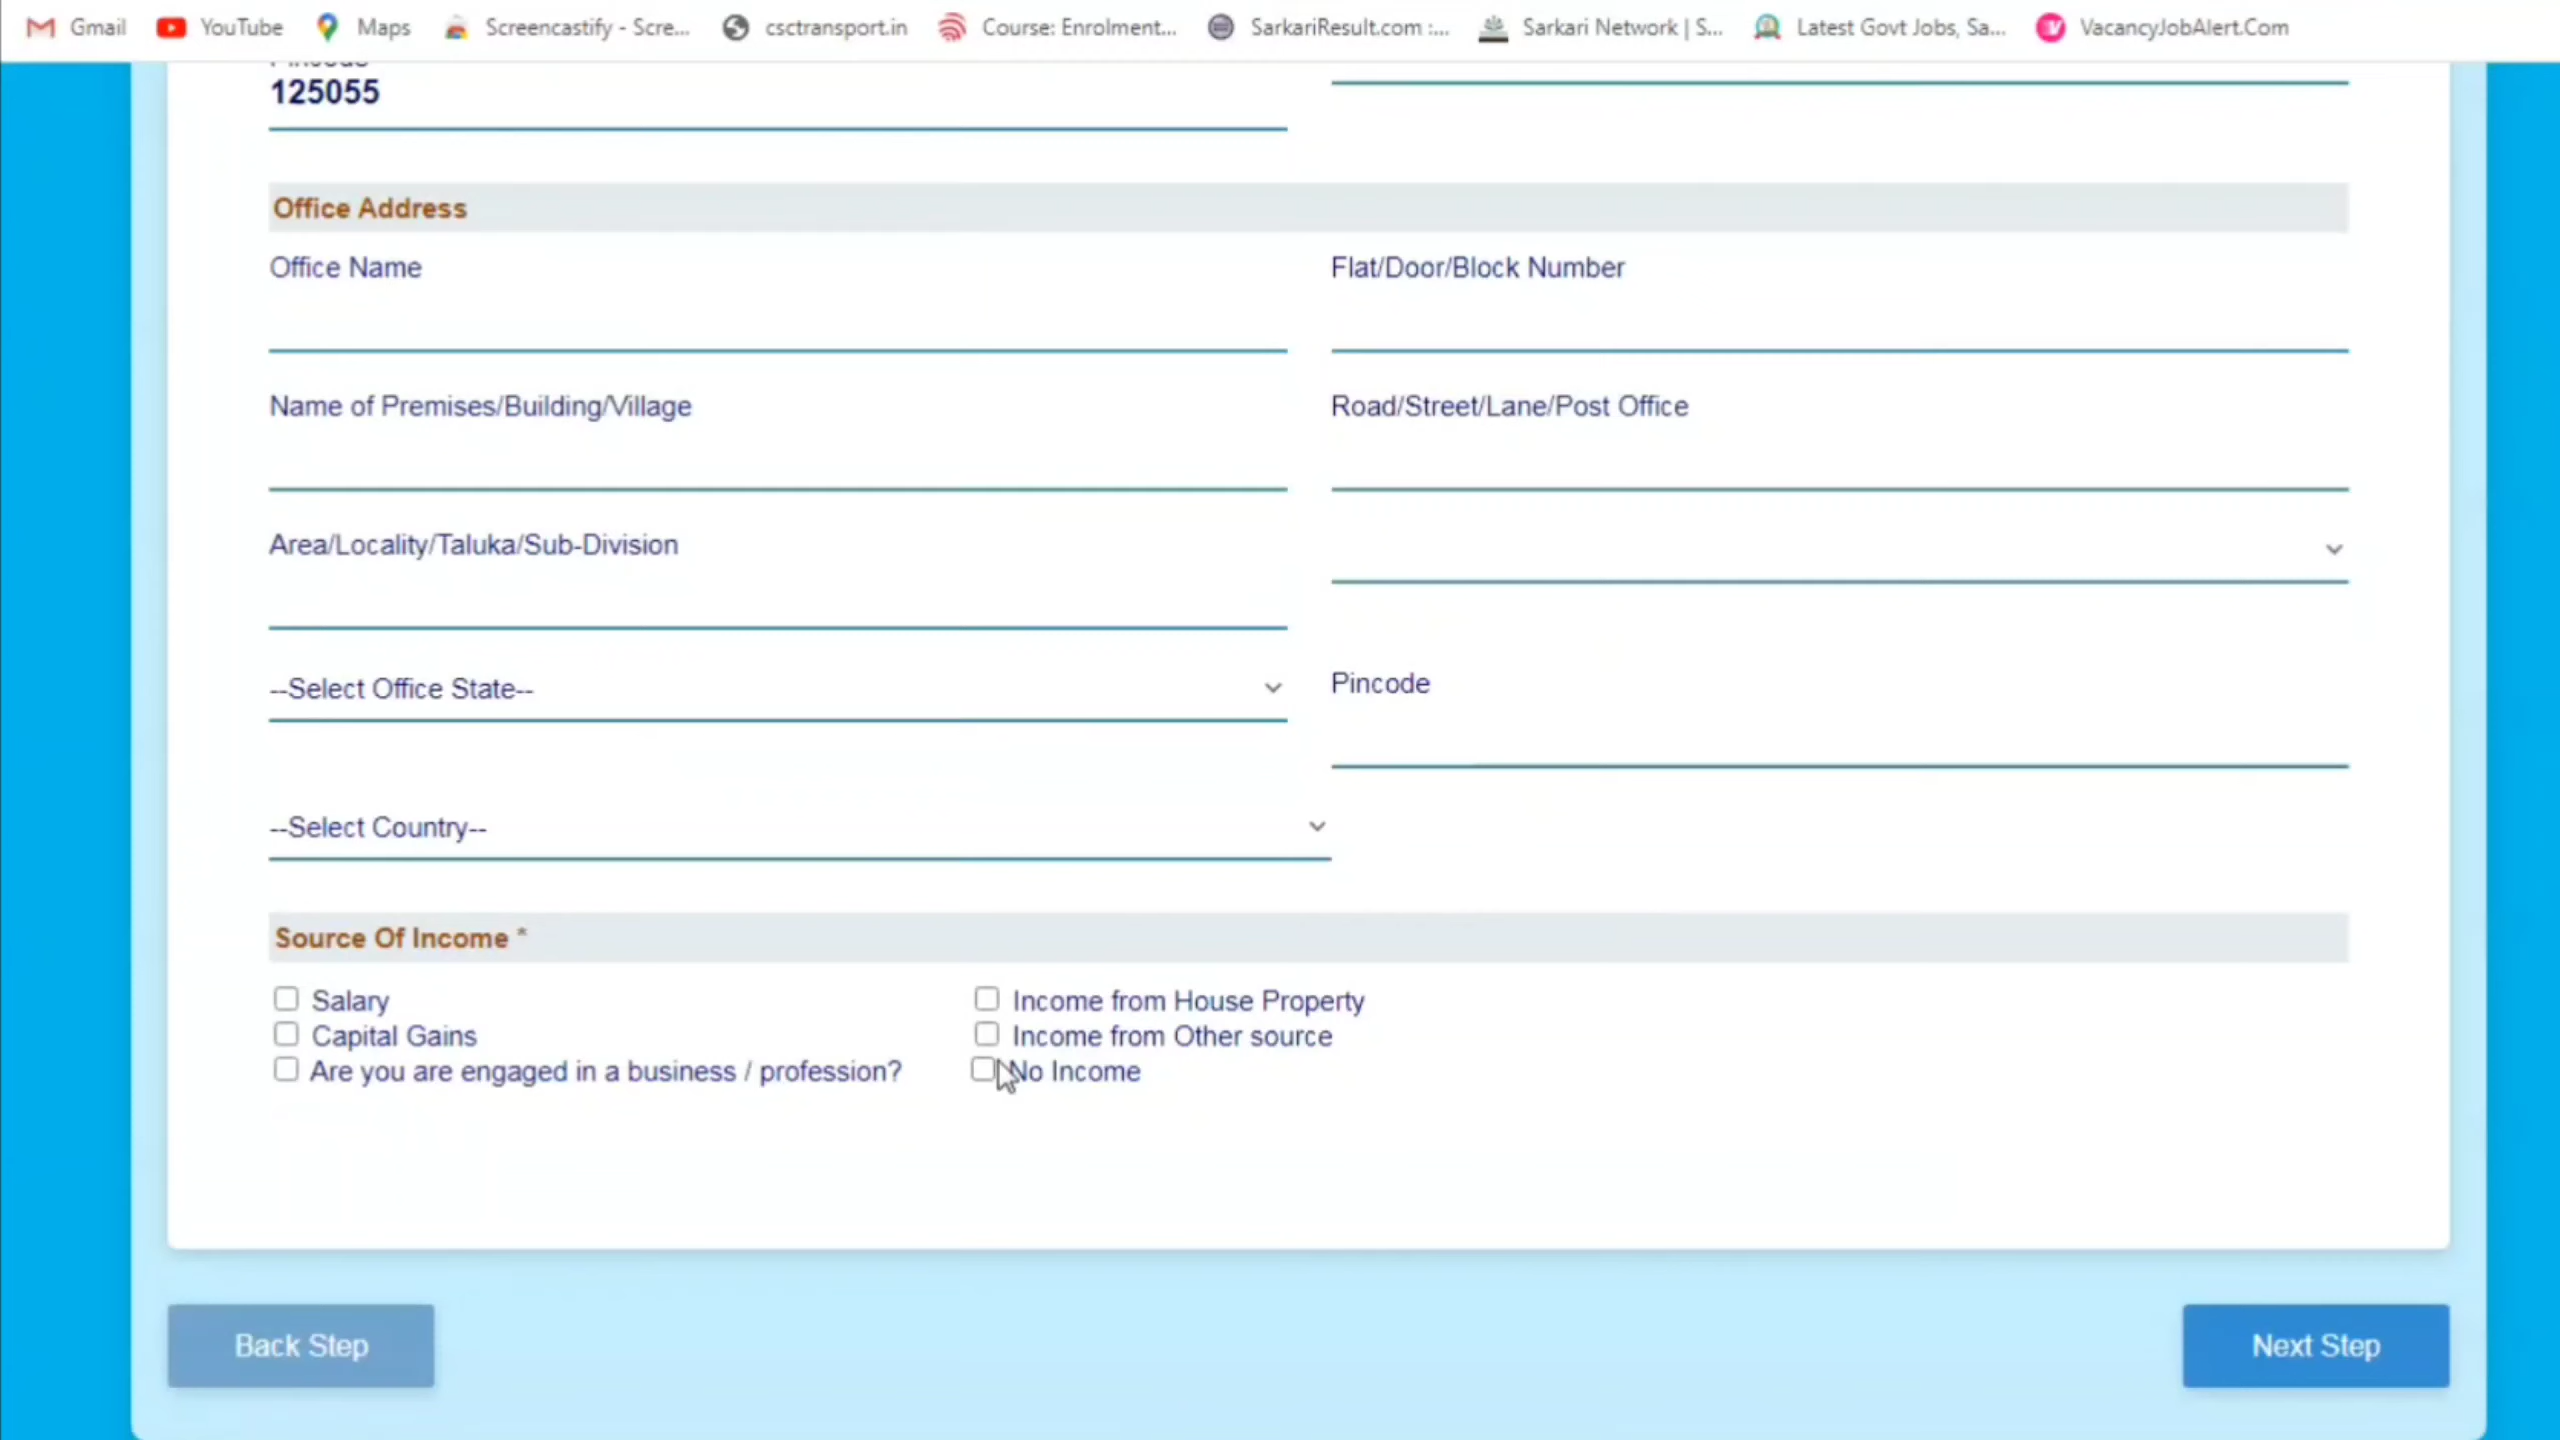 Gmail YouTube Maps Screencastify - Scre... csctransport.in Course: Enrolment... SarkariResult.com :... Sarkari Network | S... Latest Govt Jobs, Sa... VacancyJobAlert.Com
125055
Office Address
Office Name Flat/Door/Block Number
Name of Premises/Building/Village Road/Street/Lane/Post Office
Area/Locality/Taluka/Sub-Division
--Select Office State-- Pincode
--Select Country--
Source Of Income *
Salary Income from House Property
Capital Gains Income from Other source
Are you are engaged in a business / profession? No Income
Back Step Next Step